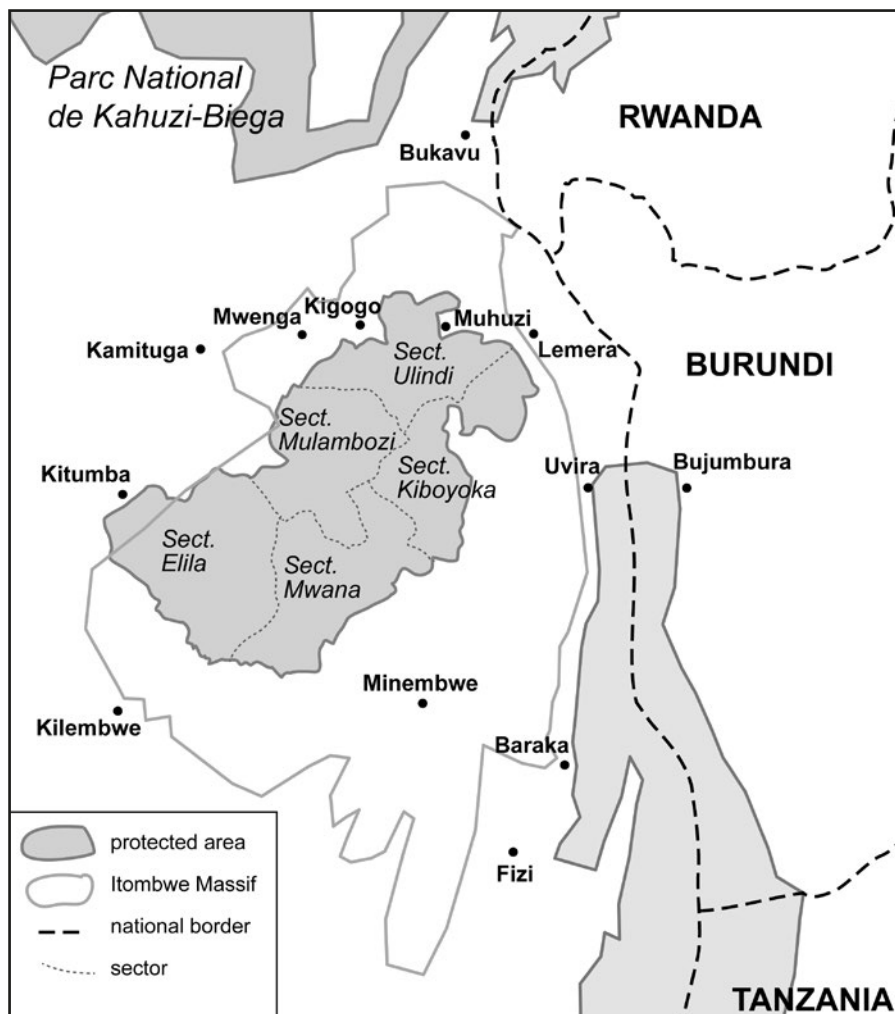 Parc National
de Kahuzi-Biega
RWANDA
Bukavu
Kigogo
Mwenga
Muhuzi
Kamituga
Lemera
Sect.
Ulindi
BURUNDI
Sect.
Mulambozi
Sect.
Kiboyoka
Uvira
Bujumbura
Kitumba
Sect.
Elila
Sect.
Mwana
Minembwe
Kilembwe
Baraka
Fizi
protected area
Itombwe Massif
national border
sector
TANZANIA